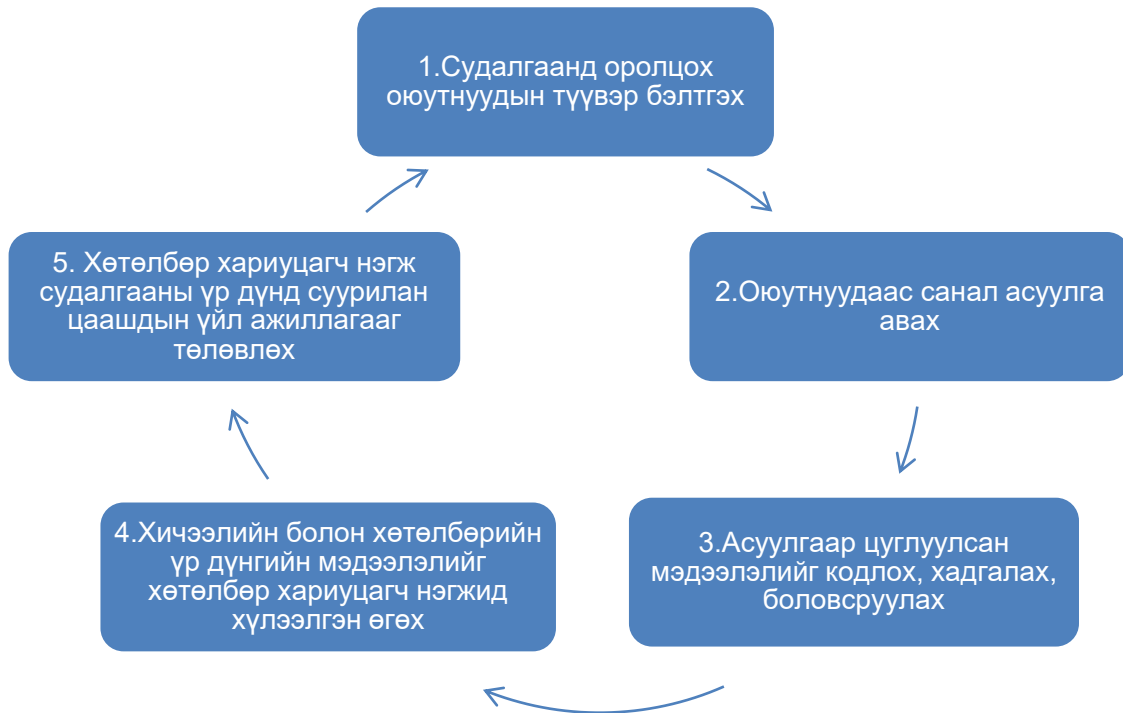 1.Судалгаанд оролцох
оюутнуудын түүвэр бэлтгэх
2.Оюутнуудаас санал асуулга
авах
3.Асуулгаар цуглуулсан
мэдээлэлийг кодлох, хадгалах,
боловсруулах
4.Хичээлийн болон хөтөлбөрийн
үр дүнгийн мэдээлэлийг
хөтөлбөр хариуцагч нэгжид
хүлээлгэн өгөх
5. Хөтөлбөр хариуцагч нэгж
судалгааны үр дүнд суурилан
цаашдын үйл ажиллагааг
төлөвлөх